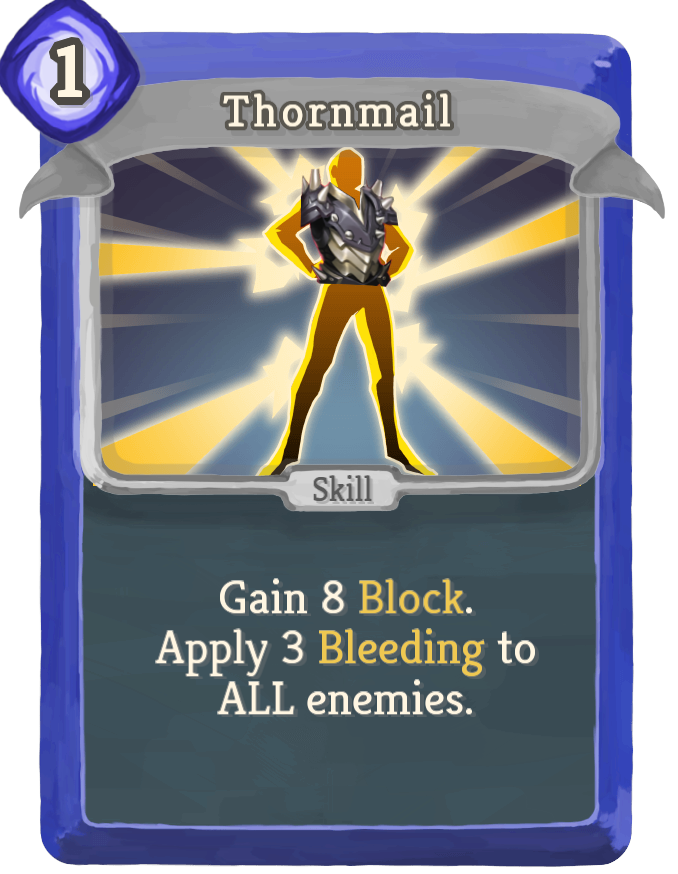 1
Thornmail
Skill
Gain 8 Block.
Apply 3 Bleeding to
ALL enemies.